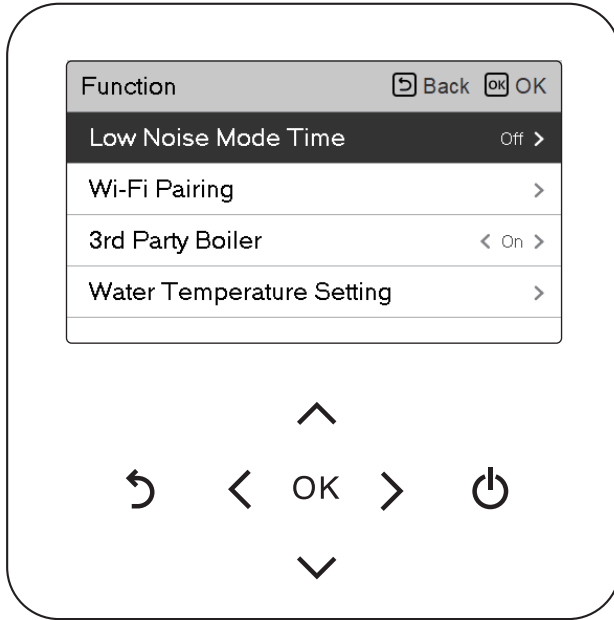 Function Back OK OK
Low Noise Mode Time Off
Wi-Fi Pairing
3rd Party Boiler On
Water Temperature Setting
OK